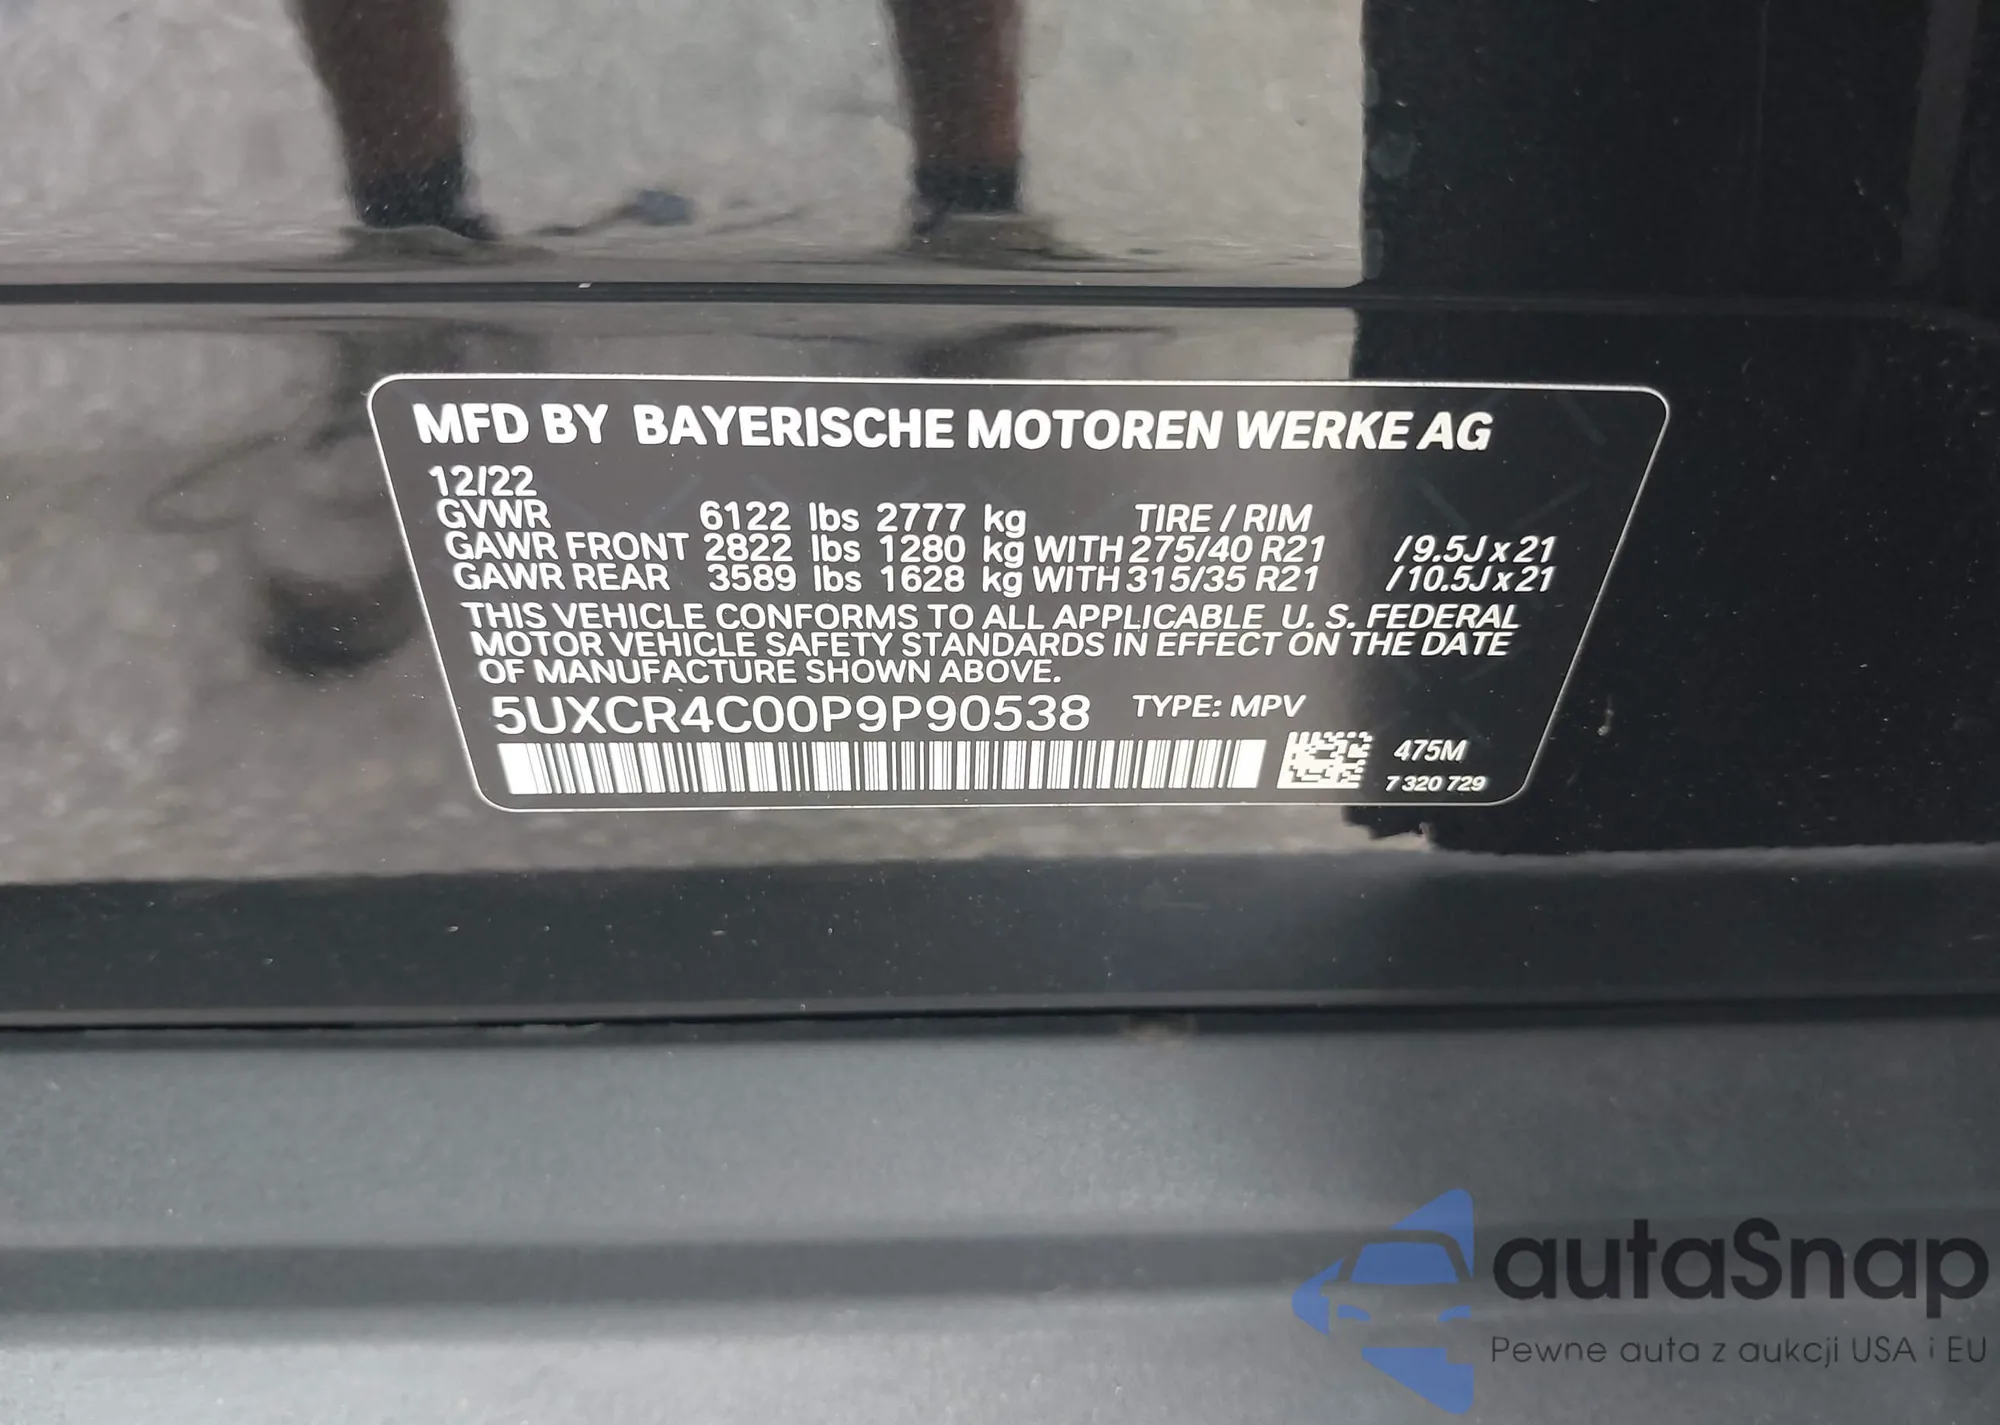 MFD BY BAYERISCHE MOTOREN WERKE AG
12/22
GVWR 6122 lbs 2777 kg TIRE / RIM
GAWR FRONT 2822 lbs 1280 kg WITH 275/40 R21 /9.5J x 21
GAWR REAR 3589 lbs 1628 kg WITH 315/35 R21 /10.5J x 21
THIS VEHICLE CONFORMS TO ALL APPLICABLE U. S. FEDERAL
MOTOR VEHICLE SAFETY STANDARDS IN EFFECT ON THE DATE
OF MANUFACTURE SHOWN ABOVE.
5UXCR4C00P9P90538 TYPE: MPV
475M
7 320 729
autaSnap
Pewne auta z aukcji USA i EU